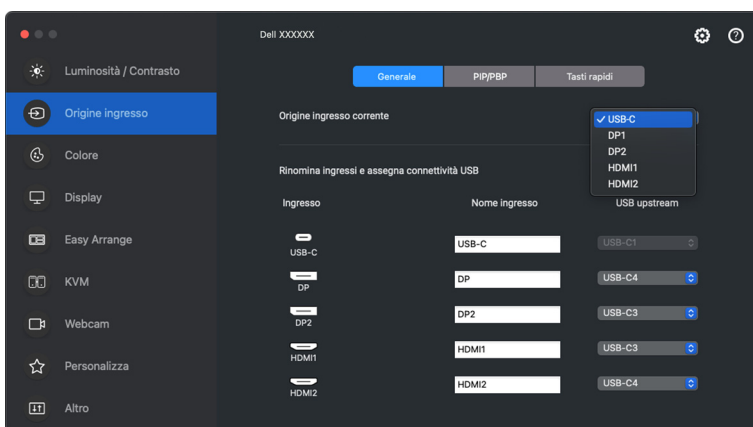 Dell XXXXXX
Luminosità / Contrasto
Origine ingresso
Colore
Display
Easy Arrange
KVM
Webcam
Personalizza
Altro
Generale PIP/PBP Tasti rapidi
Origine ingresso corrente
✓ USB-C
DP1
DP2
HDMI1
HDMI2
Rinomina ingressi e assegna connettività USB
Ingresso Nome ingresso USB upstream
USB-C USB-C USB-C1
DP DP USB-C4
DP2 DP2 USB-C3
HDMI1 HDMI1 USB-C3
HDMI2 HDMI2 USB-C4